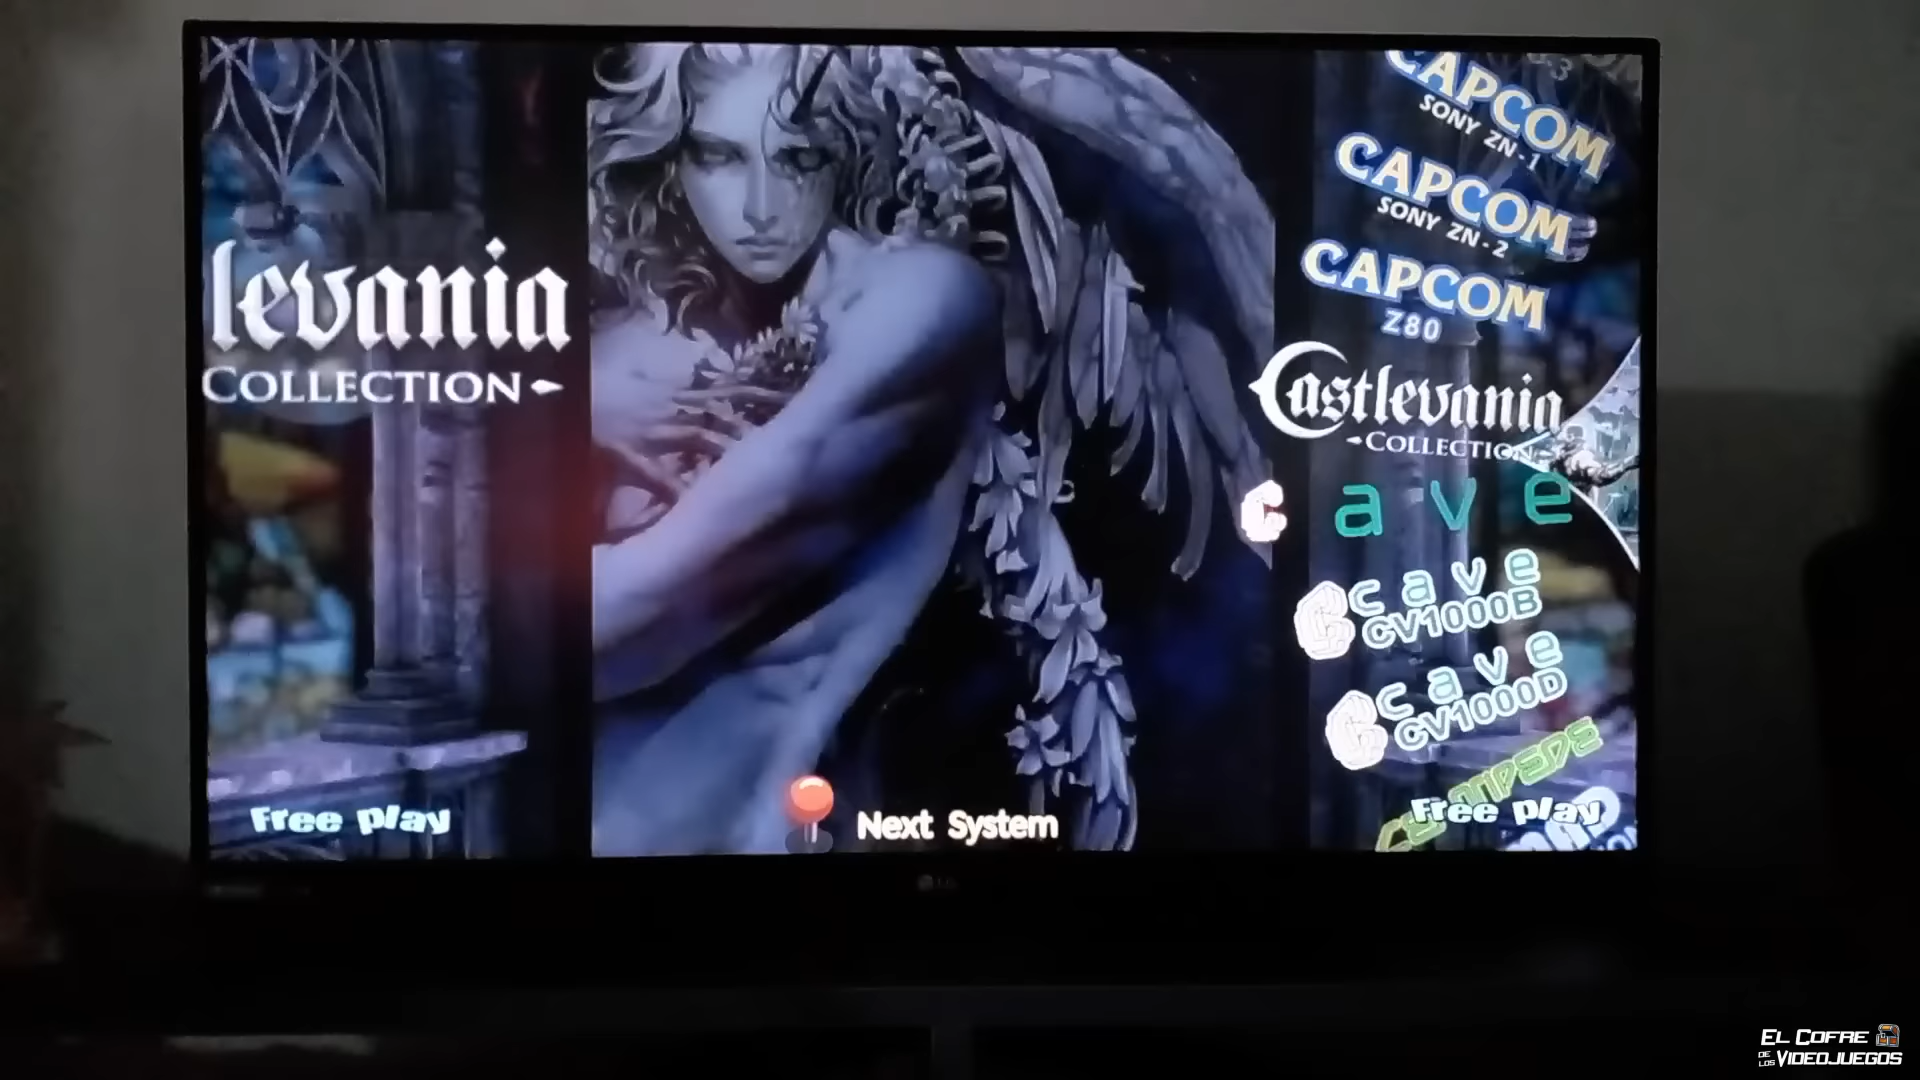 levania
COLLECTION
Free play
Next System
CAPCOM
SONY ZN-1
CAPCOM
SONY ZN-2
CAPCOM
Z80
Castlevania
COLLECTION
cave
cave
CV1000B
cave
CV1000D
Free play
LG
EL COFRE
DE LOS VIDEOJUEGOS